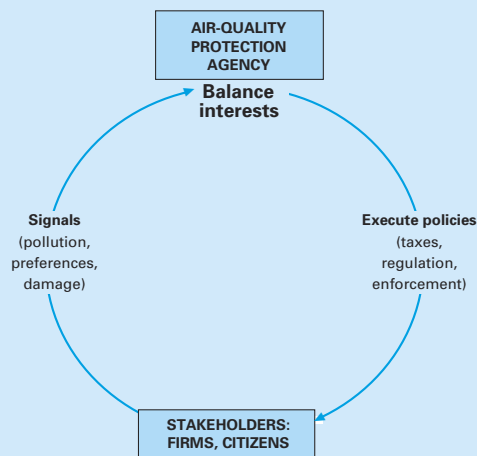 AIR-QUALITY
PROTECTION
AGENCY
Balance
interests
Signals
(pollution,
preferences,
damage)
Execute policies
(taxes,
regulation,
enforcement)
STAKEHOLDERS:
FIRMS, CITIZENS